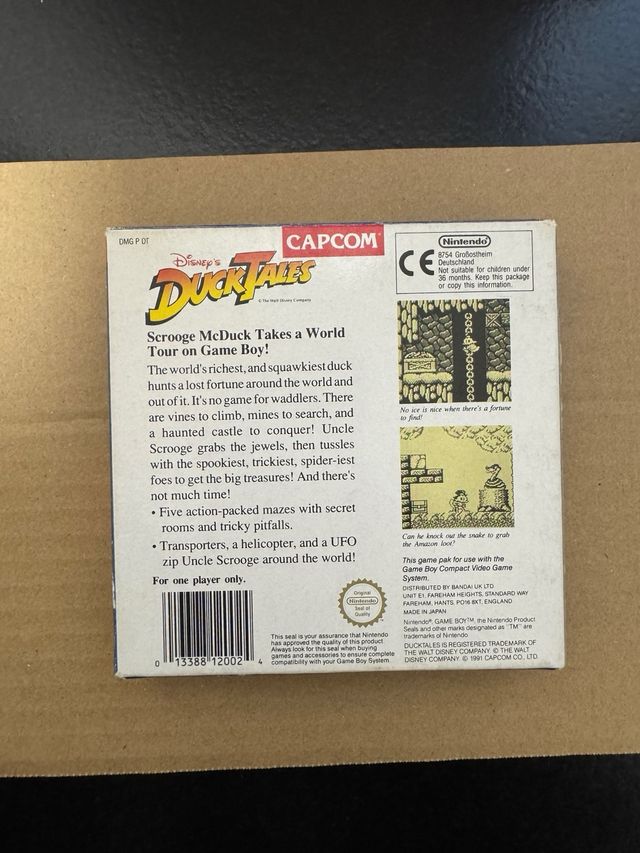 DMG P OT
CAPCOM®
DISNEY'S
DUCKTALES
© The Walt Disney Company
Scrooge McDuck Takes a World
Tour on Game Boy!
The world's richest, and squawkiest duck
hunts a lost fortune around the world and
out of it. It's no game for waddlers. There
are vines to climb, mines to search, and
a haunted castle to conquer! Uncle
Scrooge grabs the jewels, then tussles
with the spookiest, trickiest, spider-iest
foes to get the big treasures! And there's
not much time!
• Five action-packed mazes with secret
rooms and tricky pitfalls.
• Transporters, a helicopter, and a UFO
zip Uncle Scrooge around the world!
For one player only.
0 13388 12002 4
This seal is your assurance that Nintendo
has approved the quality of this product.
Always look for this seal when buying
games and accessories to ensure complete
compatibility with your Game Boy System.
Original
Nintendo
Seal of
Quality
CE
Nintendo®
8754 Großostheim
Deutschland
Not suitable for children under
36 months. Keep this package
or copy this information.
No ice is nice when there's a fortune
to find!
Can he knock out the snake to grab
the Amazon loot?
This game pak for use with the
Game Boy Compact Video Game
System.
DISTRIBUTED BY BANDAI UK LTD
UNIT E1, FAREHAM HEIGHTS, STANDARD WAY
FAREHAM, HANTS. PO16 8XT, ENGLAND
MADE IN JAPAN
Nintendo®, GAME BOY™, the Nintendo Product
Seals and other marks designated as "TM" are
trademarks of Nintendo
DUCKTALES IS REGISTERED TRADEMARK OF
THE WALT DISNEY COMPANY. © THE WALT
DISNEY COMPANY. © 1991 CAPCOM CO., LTD.